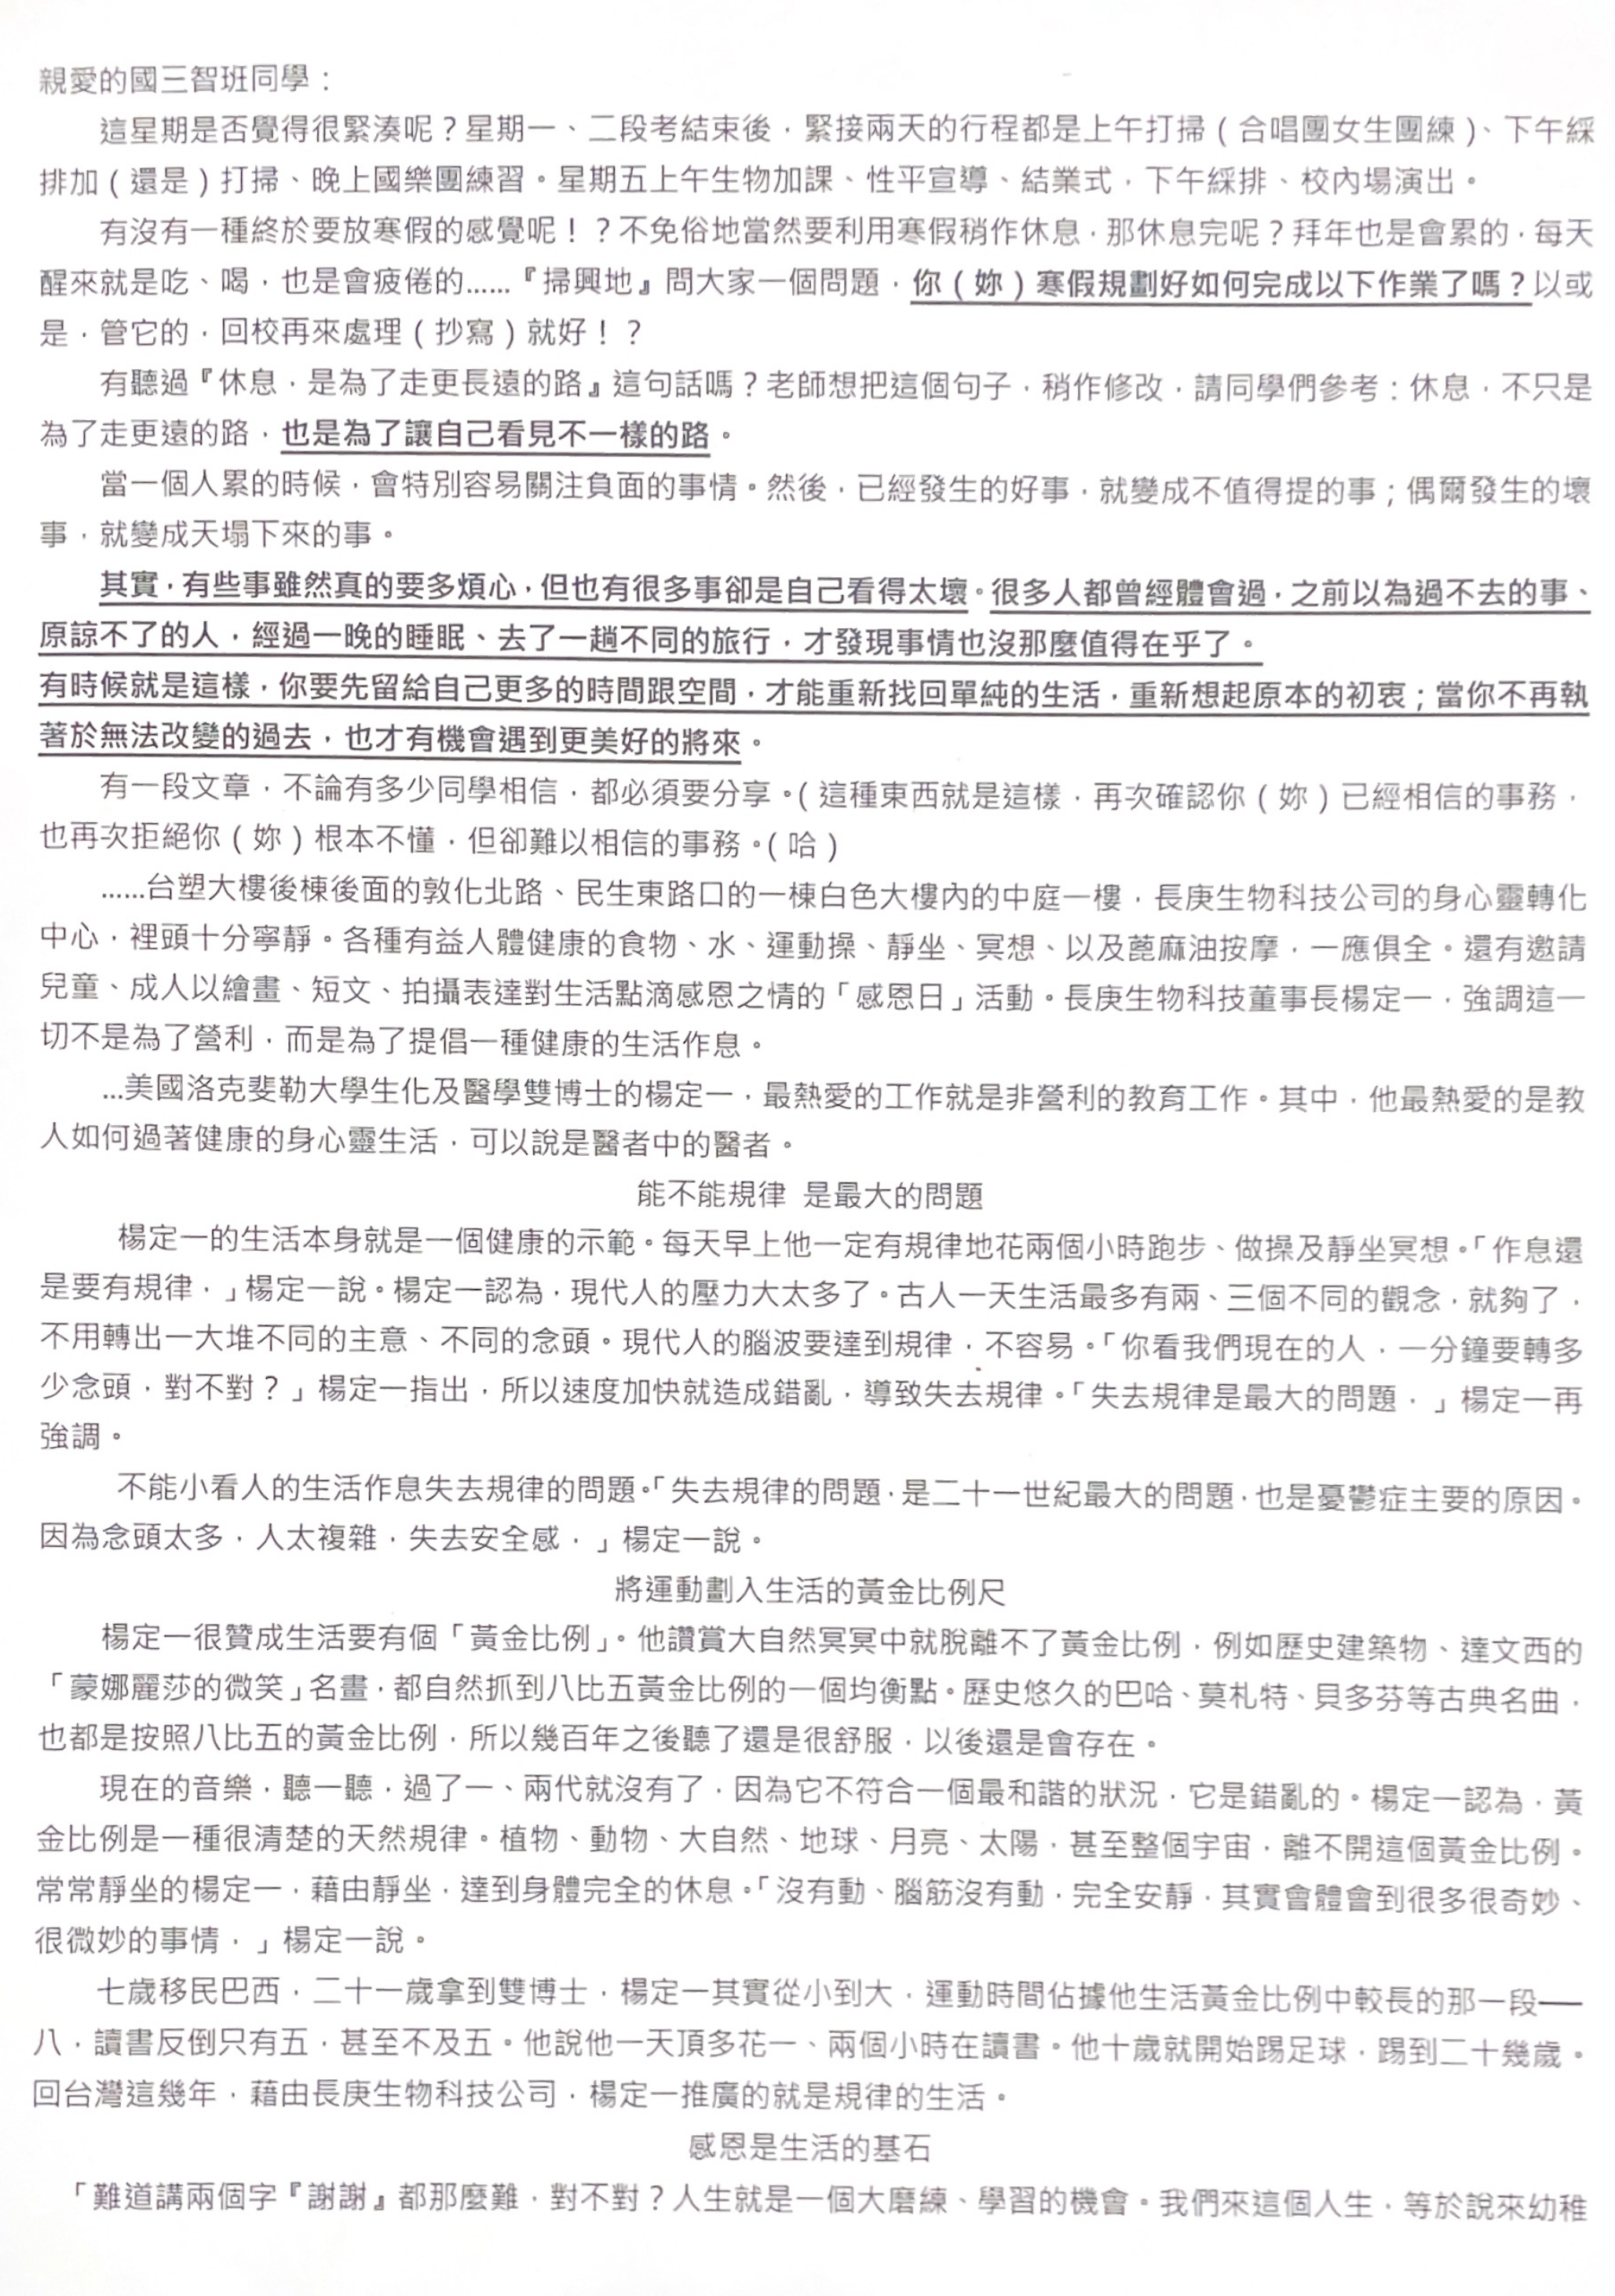 親愛的國三智班同學：
這星期是否覺得很緊湊呢？星期一、二段考結束後，緊接兩天的行程都是上午打掃（合唱團女生團練）、下午綵
排加（還是）打掃、晚上國樂團練習。星期五上午生物加課、性平宣導、結業式，下午綵排、校內場演出。
有沒有一種終於要放寒假的感覺呢！？不免俗地當然要利用寒假稍作休息，那休息完呢？拜年也是會累的，每天
醒來就是吃、喝，也是會疲倦的……『掃興地』問大家一個問題，你（妳）寒假規劃好如何完成以下作業了嗎？以或
是，管它的，回校再來處理（抄寫）就好！？
有聽過『休息，是為了走更長遠的路』這句話嗎？老師想把這個句子，稍作修改，請同學們參考：休息，不只是
為了走更遠的路，也是為了讓自己看見不一樣的路。
當一個人累的時候，會特別容易關注負面的事情。然後，已經發生的好事，就變成不值得提的事；偶爾發生的壞
事，就變成天塌下來的事。
其實，有些事雖然真的要多煩心，但也有很多事卻是自己看得太壞。很多人都曾經體會過，之前以為過不去的事、
原諒不了的人，經過一晚的睡眠、去了一趟不同的旅行，才發現事情也沒那麼值得在乎了。
有時候就是這樣，你要先留給自己更多的時間跟空間，才能重新找回單純的生活，重新想起原本的初衷；當你不再執
著於無法改變的過去，也才有機會遇到更美好的將來。
有一段文章，不論有多少同學相信，都必須要分享。（這種東西就是這樣，再次確認你（妳）已經相信的事務，
也再次拒絕你（妳）根本不懂，但卻難以相信的事務。（哈）
……台塑大樓後棟後面的敦化北路、民生東路口的一棟白色大樓內的中庭一樓，長庚生物科技公司的身心靈轉化
中心，裡頭十分寧靜。各種有益人體健康的食物、水、運動操、靜坐、冥想、以及蓖麻油按摩，一應俱全。還有邀請
兒童、成人以繪畫、短文、拍攝表達對生活點滴感恩之情的「感恩日」活動。長庚生物科技董事長楊定一，強調這一
切不是為了營利，而是為了提倡一種健康的生活作息。
…美國洛克斐勒大學生化及醫學雙博士的楊定一，最熱愛的工作就是非營利的教育工作。其中，他最熱愛的是教
人如何過著健康的身心靈生活，可以說是醫者中的醫者。
能不能規律 是最大的問題
楊定一的生活本身就是一個健康的示範。每天早上他一定有規律地花兩個小時跑步、做操及靜坐冥想。「作息還
是要有規律，」楊定一說。楊定一認為，現代人的壓力大太多了。古人一天生活最多有兩、三個不同的觀念，就夠了，
不用轉出一大堆不同的主意、不同的念頭。現代人的腦波要達到規律，不容易。「你看我們現在的人，一分鐘要轉多
少念頭，對不對？」楊定一指出，所以速度加快就造成錯亂，導致失去規律。「失去規律是最大的問題，」楊定一再
強調。
不能小看人的生活作息失去規律的問題。「失去規律的問題，是二十一世紀最大的問題，也是憂鬱症主要的原因。
因為念頭太多，人太複雜，失去安全感，」楊定一說。
將運動劃入生活的黃金比例尺
楊定一很贊成生活要有個「黃金比例」。他讚賞大自然冥冥中就脫離不了黃金比例，例如歷史建築物、達文西的
「蒙娜麗莎的微笑」名畫，都自然抓到八比五黃金比例的一個均衡點。歷史悠久的巴哈、莫札特、貝多芬等古典名曲，
也都是按照八比五的黃金比例，所以幾百年之後聽了還是很舒服，以後還是會存在。
現在的音樂，聽一聽，過了一、兩代就沒有了，因為它不符合一個最和諧的狀況，它是錯亂的。楊定一認為，黃
金比例是一種很清楚的天然規律。植物、動物、大自然、地球、月亮、太陽，甚至整個宇宙，離不開這個黃金比例。
常常靜坐的楊定一，藉由靜坐，達到身體完全的休息。「沒有動、腦筋沒有動，完全安靜，其實會體會到很多很奇妙、
很微妙的事情，」楊定一說。
七歲移民巴西，二十一歲拿到雙博士，楊定一其實從小到大，運動時間佔據他生活黃金比例中較長的那一段——
八，讀書反倒只有五，甚至不及五。他說他一天頂多花一、兩個小時在讀書。他十歲就開始踢足球，踢到二十幾歲。
回台灣這幾年，藉由長庚生物科技公司，楊定一推廣的就是規律的生活。
感恩是生活的基石
「難道講兩個字『謝謝』都那麼難，對不對？人生就是一個大磨練、學習的機會。我們來這個人生，等於說來幼稚